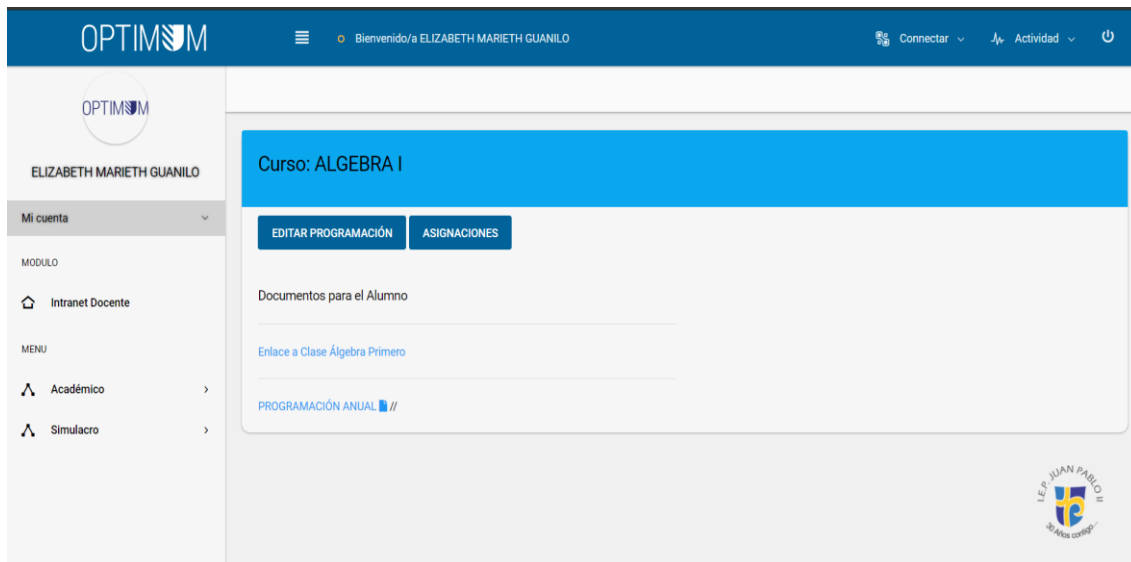 OPTIMUM
Bienvenido/a ELIZABETH MARIETH GUANILO
Connectar
Actividad
OPTIMUM
ELIZABETH MARIETH GUANILO
Mi cuenta
MODULO
Intranet Docente
MENU
Académico
Simulacro
Curso: ALGEBRA I
EDITAR PROGRAMACIÓN
ASIGNACIONES
Documentos para el Alumno
Enlace a Clase Álgebra Primero
PROGRAMACIÓN ANUAL //
I.E.P. JUAN PABLO II
30 Años contigo...